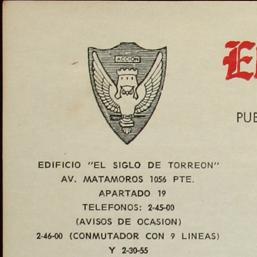 ACCION
E
PUE
EDIFICIO "EL SIGLO DE TORREON"
AV. MATAMOROS 1056 PTE.
APARTADO 19
TELEFONOS: 2-45-00
(AVISOS DE OCASION)
2-46-00 (CONMUTADOR CON 9 LINEAS)
Y 2-30-55